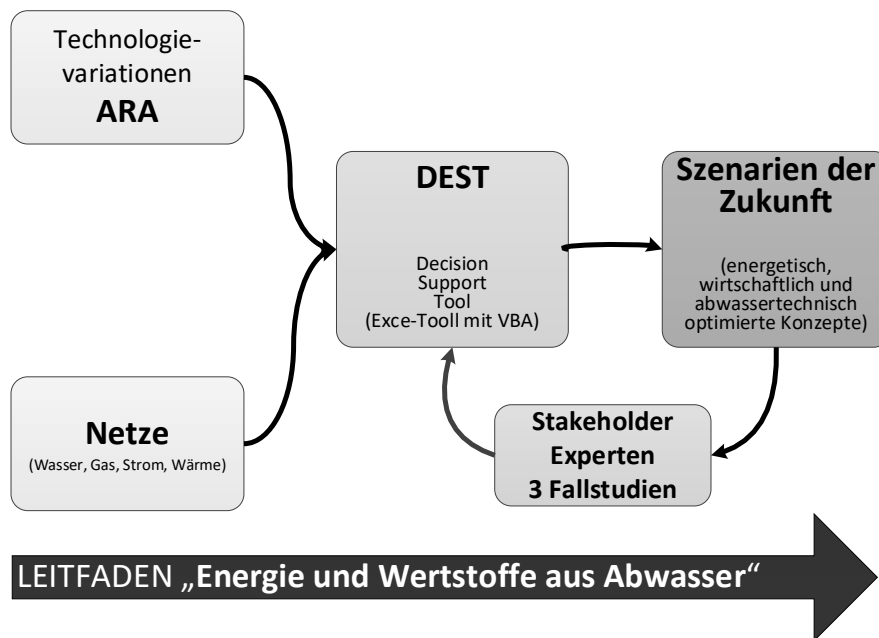 Technologie-
variationen
ARA
DEST
Decision
Support
Tool
(Exce-Tooll mit VBA)
Szenarien der
Zukunft
(energetisch,
wirtschaftlich und
abwassertechnisch
optimierte Konzepte)
Netze
(Wasser, Gas, Strom, Wärme)
Stakeholder
Experten
3 Fallstudien
LEITFADEN „Energie und Wertstoffe aus Abwasser“